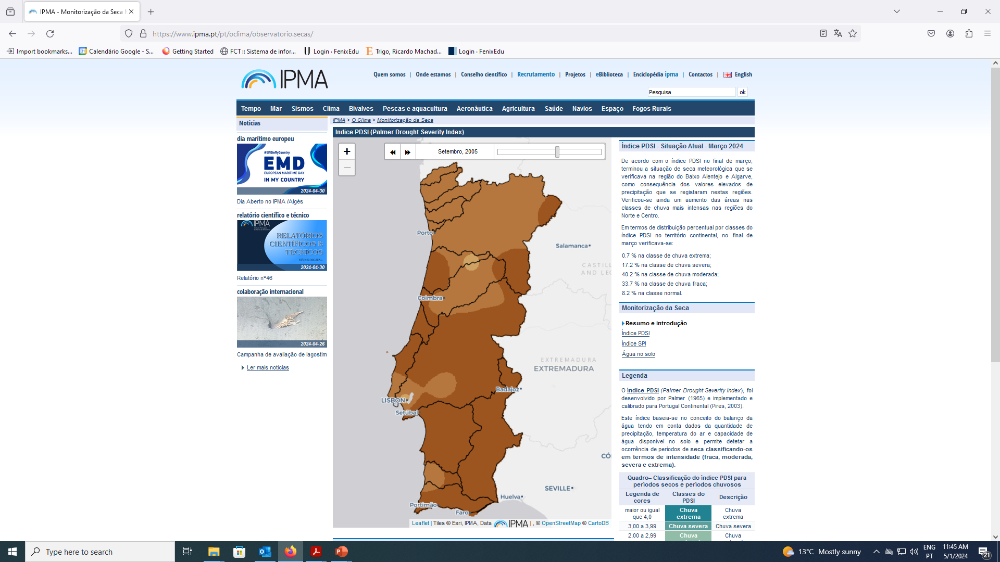 IPMA - Monitorização da Seca
https://www.ipma.pt/pt/oclima/observatorio.secas/
Import bookmarks...
Calendário Google - S...
Getting Started
FCT :: Sistema de infor...
Login · FenixEdu
Trigo, Ricardo Machad...
Login · FenixEdu
IPMA
Quem somos | Onde estamos | Conselho científico | Recrutamento | Projetos | eBiblioteca | Enciclopédia ipma | Contactos | English
Pesquisa
ok
Tempo Mar Sismos Clima Bivalves Pescas e aquacultura Aeronáutica Agricultura Saúde Navios Espaço Fogos Rurais
Noticias
dia marítimo europeu
#EMDinMyCountry
EMD
EUROPEAN MARITIME DAY
IN MY COUNTRY
2024-04-30
Dia Aberto no IPMA /Algés
relatório científico e técnico
IPMA
RELATÓRIOS
CIENTÍFICOS E
TÉCNICOS
SÉRIE DIGITAL
2024-04-30
Relatório nº46
colaboração internacional
2024-04-26
Campanha de avaliação de lagostim
Ler mais notícias
IPMA > O Clima > Monitorização da Seca
Indice PDSI (Palmer Drought Severity Index)
+
−
Setembro, 2005
Porto
Salamanca
CASTILL
AND LEO
Coimbra
EXTREMADURA
EXTREMADURA
Badajoz
LISBON
Setúbal
CÓ
SEVILLE
Huelva
Portimão
Faro
Leaflet | Tiles © Esri, IPMA, Data IPMA | , © OpenStreetMap © CartoDB
Índice PDSI - Situação Atual - Março 2024
De acordo com o índice PDSI no final de março,
terminou a situação de seca meteorológica que se
verificava na região do Baixo Alentejo e Algarve,
como consequência dos valores elevados de
precipitação que se registaram nestas regiões.
Verificou-se ainda um aumento das áreas nas
classes de chuva mais intensas nas regiões do
Norte e Centro.
Em termos de distribuição percentual por classes do
índice PDSI no território continental, no final de
março verificava-se:
0.7 % na classe de chuva extrema;
17.2 % na classe de chuva severa;
40.2 % na classe de chuva moderada;
33.7 % na classe de chuva fraca;
8.2 % na classe normal.
Monitorização da Seca
Resumo e introdução
Índice PDSI
Índice SPI
Água no solo
Legenda
O índice PDSI (Palmer Drought Severity Index), foi
desenvolvido por Palmer (1965) e implementado e
calibrado para Portugal Continental (Pires, 2003).
Este índice baseia-se no conceito do balanço da
água tendo em conta dados da quantidade de
precipitação, temperatura do ar e capacidade de
água disponível no solo e permite detetar a
ocorrência de períodos de seca classificando-os
em termos de intensidade (fraca, moderada,
severa e extrema).
Quadro– Classificação do índice PDSI para
períodos secos e períodos chuvosos
Legenda de cores Classes do PDSI Descrição
maior ou igual que 4,0 Chuva extrema Chuva extrema
3,00 a 3,99 Chuva severa Chuva severa
2,00 a 2,99 Chuva Chuva
Type here to search
13°C Mostly sunny
ENG
PT
11:45 AM
5/1/2024
21